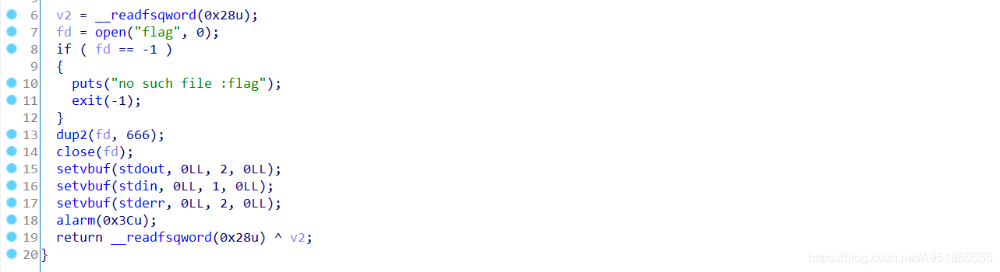 6 v2 = __readfsqword(0x28u);
7 fd = open("flag", 0);
8 if ( fd == -1 )
9 {
10 puts("no such file :flag");
11 exit(-1);
12 }
13 dup2(fd, 666);
14 close(fd);
15 setvbuf(stdout, 0LL, 2, 0LL);
16 setvbuf(stdin, 0LL, 1, 0LL);
17 setvbuf(stderr, 0LL, 2, 0LL);
18 alarm(0x3Cu);
19 return __readfsqword(0x28u) ^ v2;
20 }
https://blog.csdn.net/A951860555